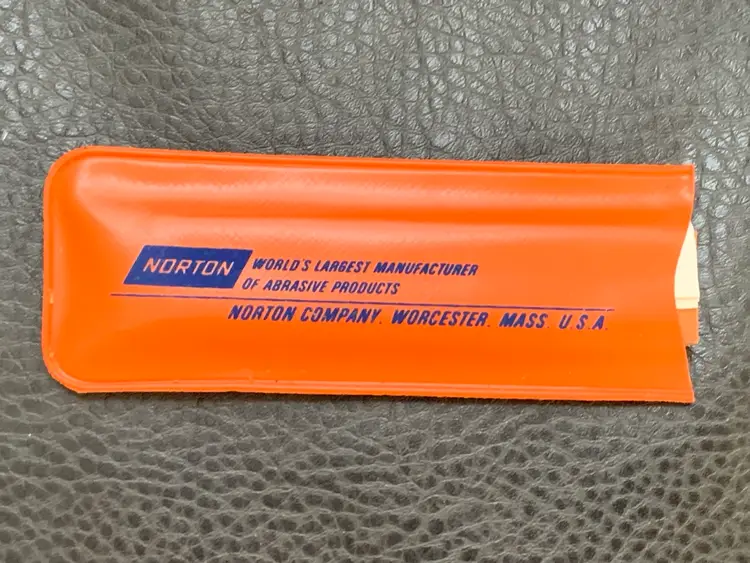 NORTON
WORLD'S LARGEST MANUFACTURER
OF ABRASIVE PRODUCTS
NORTON COMPANY. WORCESTER. MASS. U.S.A.